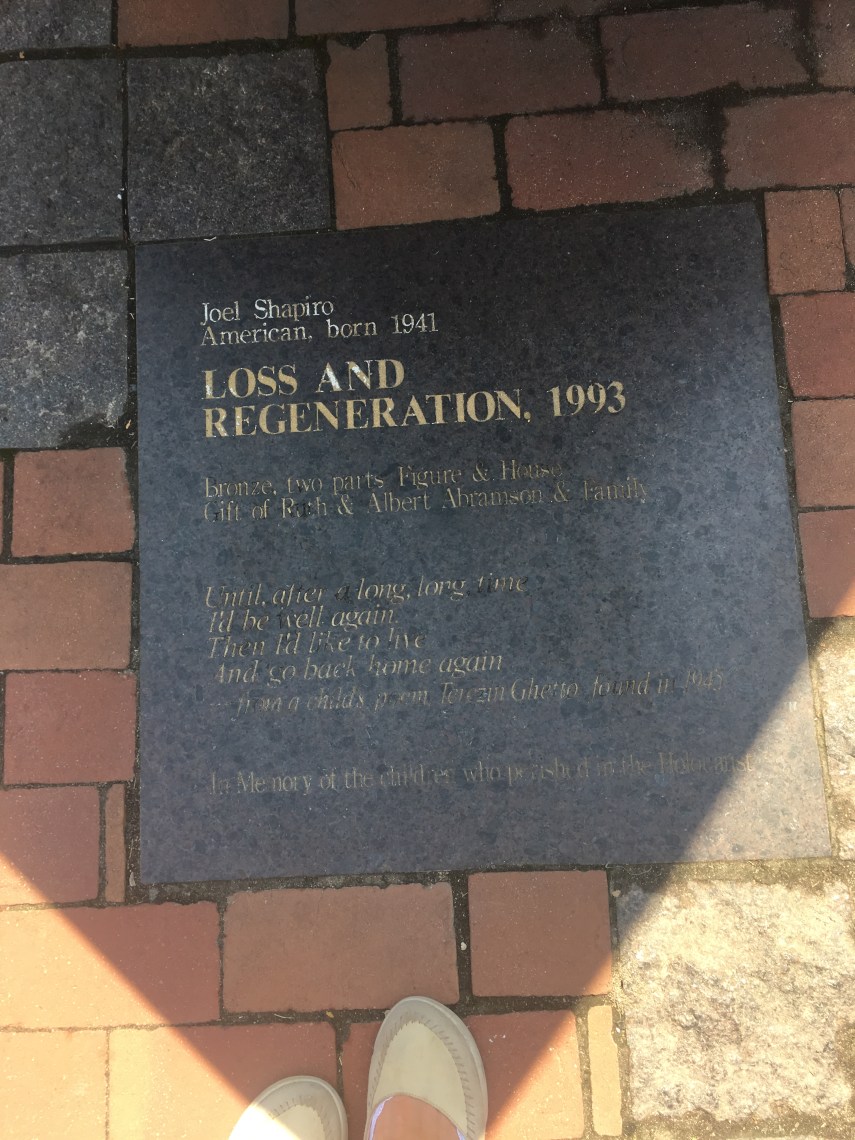 Joel Shapiro
American, born 1941
LOSS AND
REGENERATION, 1993
Bronze, two parts Figure & House
Gift of Ruth & Albert Abramson & Family
Until, after a long, long time
I'd be well again.
Then I'd like to live
And go back home again
from a child's poem Terezin Ghetto found in 1945
In Memory of the children who perished in the Holocaust